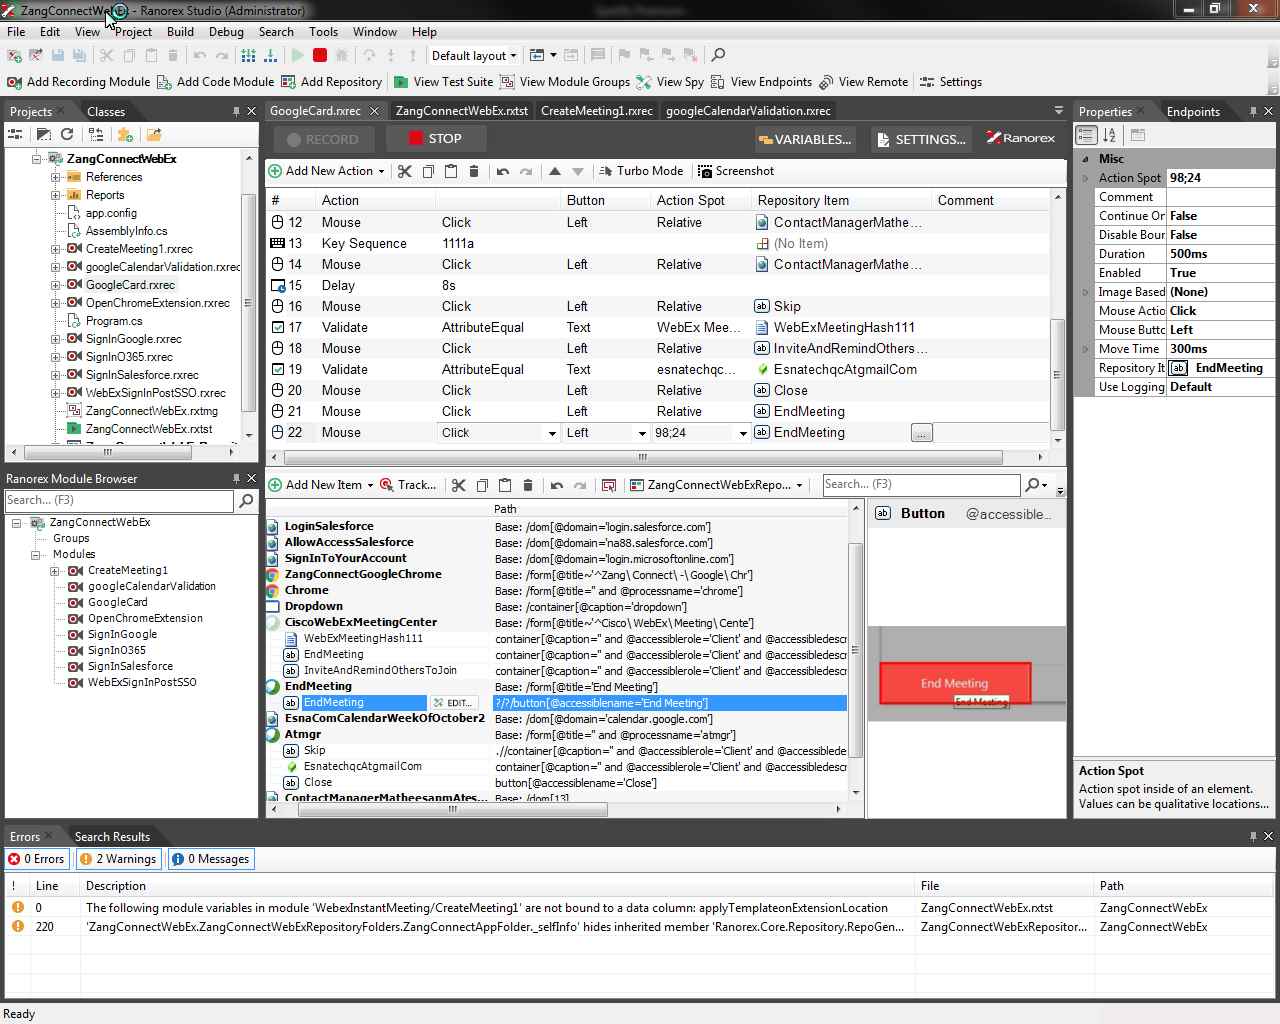 ZangConnectWebEx - Ranorex Studio (Administrator)
File Edit View Project Build Debug Search Tools Window Help
Default layout
Add Recording Module Add Code Module Add Repository View Test Suite View Module Groups View Spy View Endpoints View Remote Settings
Projects Classes
GoogleCard.rxrec ZangConnectWebEx.rxtst CreateMeeting1.rxrec googleCalendarValidation.rxrec
Properties Endpoints
RECORD STOP VARIABLES... SETTINGS... Ranorex
Add New Action Turbo Mode Screenshot
ZangConnectWebEx
References
Reports
app.config
AssemblyInfo.cs
CreateMeeting1.rxrec
googleCalendarValidation.rxrec
GoogleCard.rxrec
OpenChromeExtension.rxrec
Program.cs
SignInGoogle.rxrec
SignInO365.rxrec
SignInSalesforce.rxrec
WebExSignInPostSSO.rxrec
ZangConnectWebEx.rxtmg
ZangConnectWebEx.rxtst
# Action Button Action Spot Repository Item Comment
12 Mouse Click Left Relative ContactManagerMathe...
13 Key Sequence 1111a (No Item)
14 Mouse Click Left Relative ContactManagerMathe...
15 Delay 8s
16 Mouse Click Left Relative Skip
17 Validate AttributeEqual Text WebEx Mee... WebExMeetingHash111
18 Mouse Click Left Relative InviteAndRemindOthers...
19 Validate AttributeEqual Text esnatechqc... EsnatechqcAtgmailCom
20 Mouse Click Left Relative Close
21 Mouse Click Left Relative EndMeeting
22 Mouse Click Left 98;24 EndMeeting ...
Misc
Action Spot 98;24
Comment
Continue Or False
Disable Bour False
Duration 500ms
Enabled True
Image Based (None)
Mouse Actio Click
Mouse Buttc Left
Move Time 300ms
Repository It EndMeeting
Use Logging Default
Ranorex Module Browser
Search... (F3)
ZangConnectWebEx
Groups
Modules
CreateMeeting1
googleCalendarValidation
GoogleCard
OpenChromeExtension
SignInGoogle
SignInO365
SignInSalesforce
WebExSignInPostSSO
Add New Item Track... ZangConnectWebExRepo... Search... (F3)
Path
LoginSalesforce Base: /dom[@domain='login.salesforce.com']
AllowAccessSalesforce Base: /dom[@domain='na88.salesforce.com']
SignInToYourAccount Base: /dom[@domain='login.microsoftonline.com']
ZangConnectGoogleChrome Base: /form[@title~'^Zang\ Connect\ -\ Google\ Chr']
Chrome Base: /form[@title='' and @processname='chrome']
Dropdown Base: /container[@caption='dropdown']
CiscoWebExMeetingCenter Base: /form[@title~'^Cisco\ WebEx\ Meeting\ Cente']
WebExMeetingHash111 container[@caption='' and @accessiblerole='Client' and @accessibledescr
EndMeeting container[@caption='' and @accessiblerole='Client' and @accessibledescr
InviteAndRemindOthersToJoin container[@caption='' and @accessiblerole='Client' and @accessibledescr
EndMeeting Base: /form[@title='End Meeting']
EndMeeting EDIT... ?/?/button[@accessiblename='End Meeting']
EsnaComCalendarWeekOfOctober2 Base: /dom[@domain='calendar.google.com']
Atmgr Base: /form[@title='' and @processname='atmgr']
Skip .//container[@caption='' and @accessiblerole='Client' and @accessiblede
EsnatechqcAtgmailCom container[@caption='' and @accessiblerole='Client' and @accessibledescr
Close button[@accessiblename='Close']
ContactManagerMatheesanmAtes... Base: /dom[13]
Button @accessible...
End Meeting
End Meeting
Action Spot
Action spot inside of an element.
Values can be qualitative locations...
Errors Search Results
0 Errors 2 Warnings 0 Messages
! Line Description File Path
0 The following module variables in module 'WebexInstantMeeting/CreateMeeting1' are not bound to a data column: applyTemplateonExtensionLocation ZangConnectWebEx.rxtst ZangConnectWebEx
220 'ZangConnectWebEx.ZangConnectWebExRepositoryFolders.ZangConnectAppFolder._selfInfo' hides inherited member 'Ranorex.Core.Repository.RepoGen... ZangConnectWebExRepositor... ZangConnectWebEx
Ready